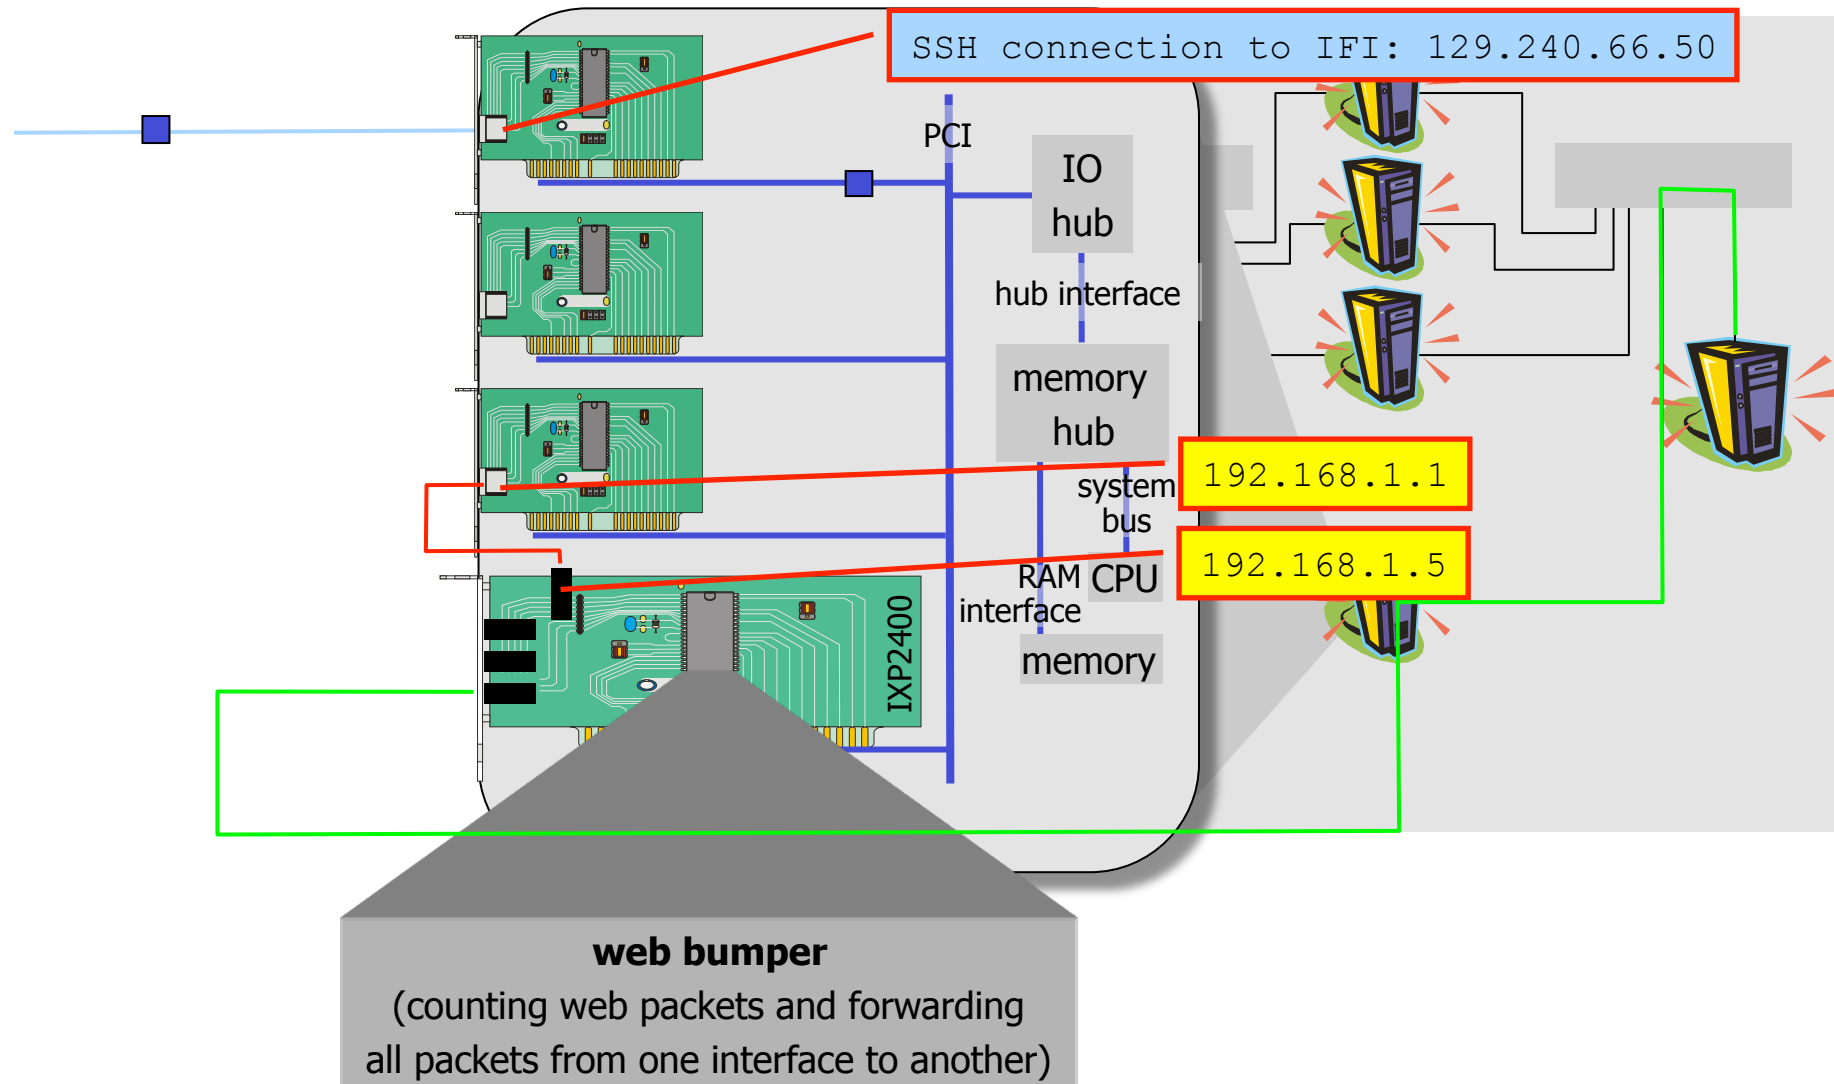 SSH connection to IFI: 129.240.66.50
PCI
IO
hub
hub interface
memory
hub
192.168.1.1
system
bus
192.168.1.5
RAM
interface
CPU
memory
IXP2400
web bumper
(counting web packets and forwarding
all packets from one interface to another)